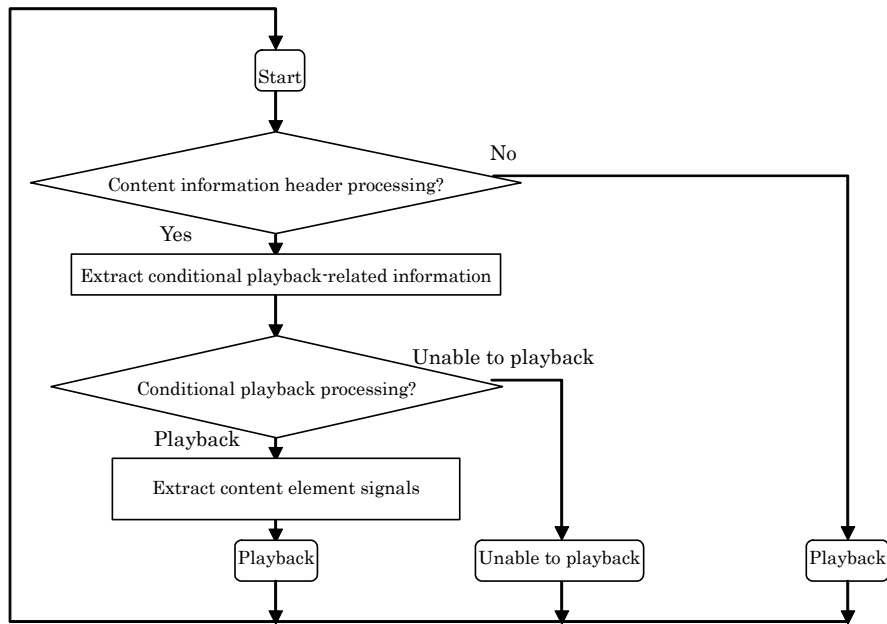 Start
No
Content information header processing?
Yes
Extract conditional playback-related information
Unable to playback
Conditional playback processing?
Playback
Extract content element signals
Playback
Unable to playback
Playback